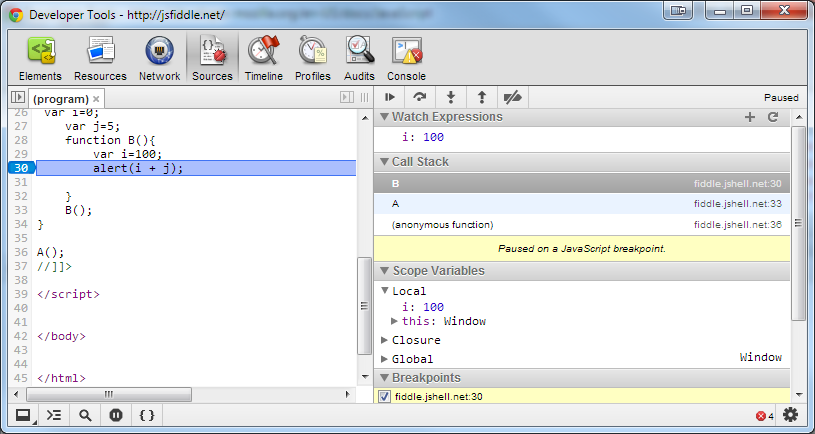 Developer Tools - http://jsfiddle.net/
Elements Resources Network Sources Timeline Profiles Audits Console
(program) ×
26 var i=0;
27 var j=5;
28 function B(){
29 var i=100;
30 alert(i + j);
31
32 }
33 B();
34 }
35
36 A();
37 //]]>
38
39 </script>
40
41
42 </body>
43
44
45 </html>
Paused
Watch Expressions
i: 100
Call Stack
B fiddle.jshell.net:30
A fiddle.jshell.net:33
(anonymous function) fiddle.jshell.net:36
Paused on a JavaScript breakpoint.
Scope Variables
Local
i: 100
this: Window
Closure
Global Window
Breakpoints
fiddle.jshell.net:30
{ } 4